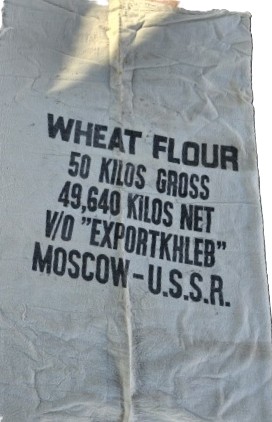 WHEAT FLOUR
50 KILOS GROSS
49,640 KILOS NET
V/O "EXPORTKHLEB"
MOSCOW-U.S.S.R.